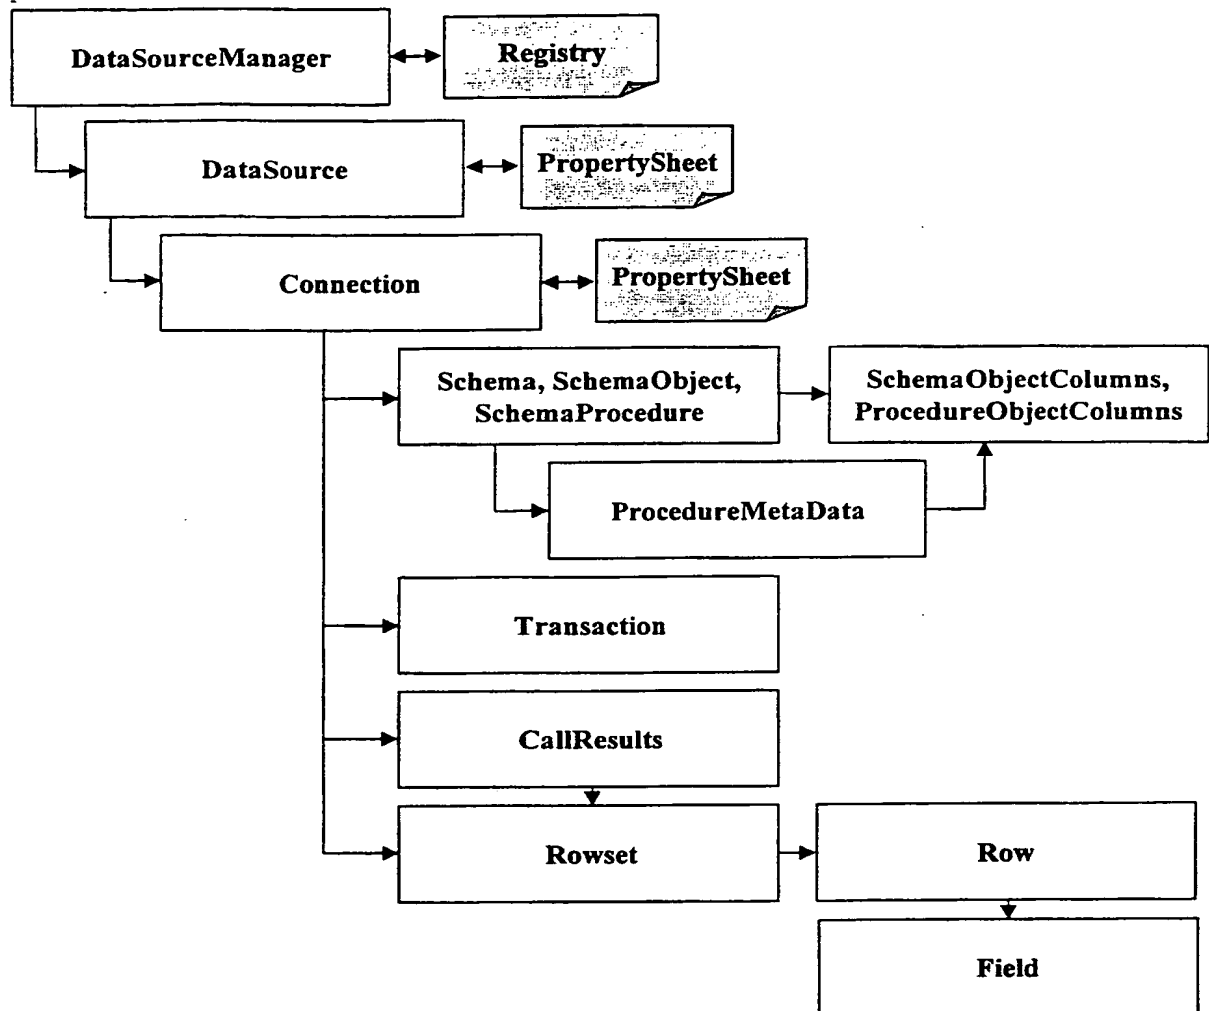 DataSourceManager
Registry
DataSource
PropertySheet
Connection
PropertySheet
Schema, SchemaObject,
SchemaProcedure
SchemaObjectColumns,
ProcedureObjectColumns
ProcedureMetaData
Transaction
CallResults
Rowset
Row
Field